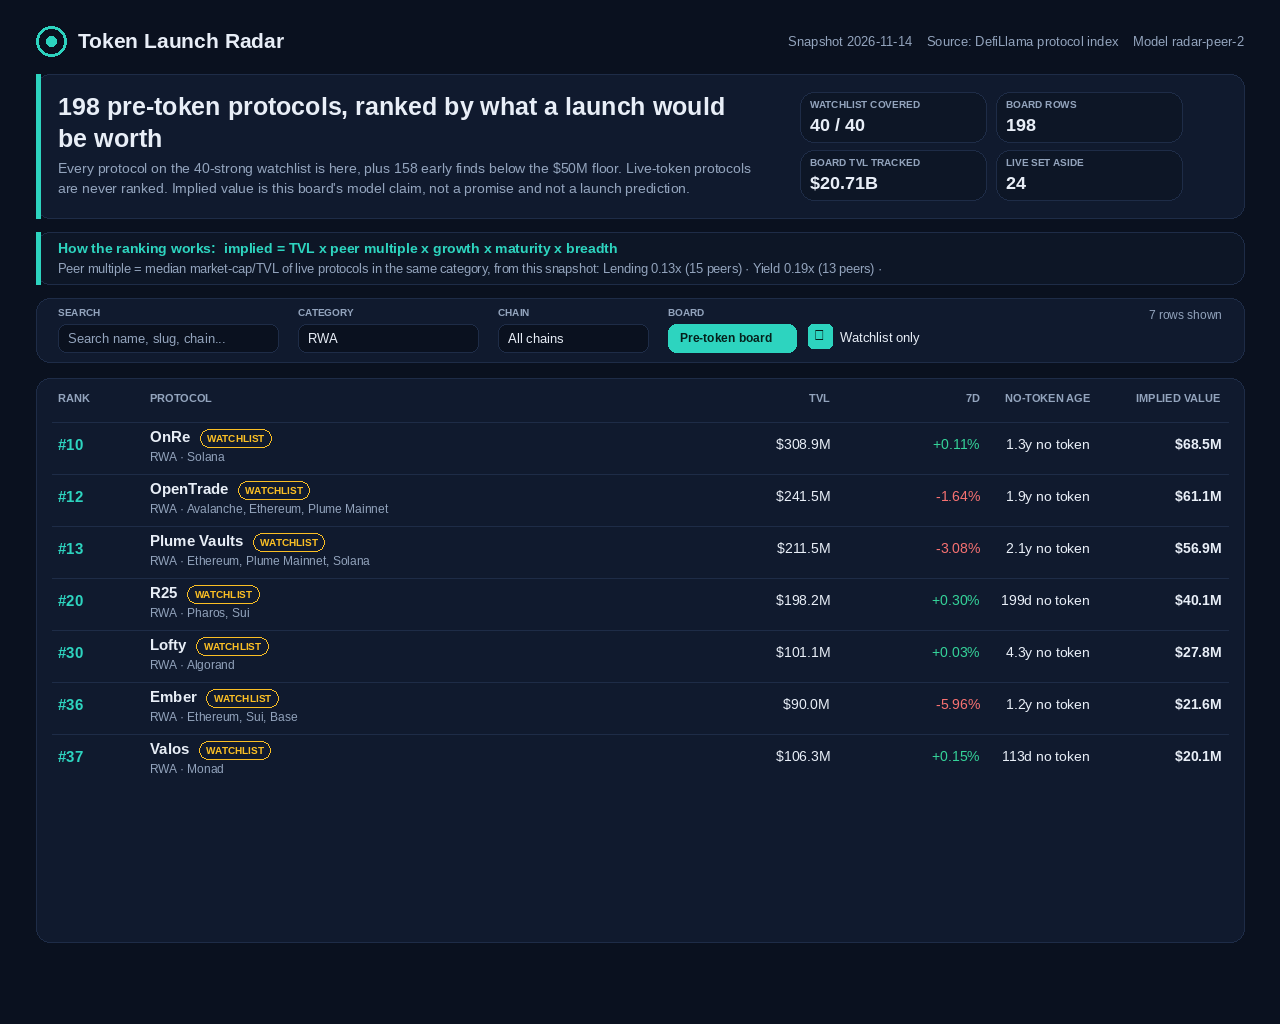 Token Launch Radar
Snapshot 2026-11-14 Source: DefiLlama protocol index Model radar-peer-2
198 pre-token protocols, ranked by what a launch would
be worth
Every protocol on the 40-strong watchlist is here, plus 158 early finds below the $50M floor. Live-token protocols
are never ranked. Implied value is this board's model claim, not a promise and not a launch prediction.
WATCHLIST COVERED
40 / 40
BOARD ROWS
198
BOARD TVL TRACKED
$20.71B
LIVE SET ASIDE
24
How the ranking works: implied = TVL x peer multiple x growth x maturity x breadth
Peer multiple = median market-cap/TVL of live protocols in the same category, from this snapshot: Lending 0.13x (15 peers) · Yield 0.19x (13 peers) ·
SEARCH CATEGORY CHAIN BOARD
7 rows shown
Search name, slug, chain... RWA All chains Pre-token board Watchlist only
RANK PROTOCOL TVL 7D NO-TOKEN AGE IMPLIED VALUE
#10 OnRe WATCHLIST $308.9M +0.11% 1.3y no token $68.5M
RWA · Solana
#12 OpenTrade WATCHLIST $241.5M -1.64% 1.9y no token $61.1M
RWA · Avalanche, Ethereum, Plume Mainnet
#13 Plume Vaults WATCHLIST $211.5M -3.08% 2.1y no token $56.9M
RWA · Ethereum, Plume Mainnet, Solana
#20 R25 WATCHLIST $198.2M +0.30% 199d no token $40.1M
RWA · Pharos, Sui
#30 Lofty WATCHLIST $101.1M +0.03% 4.3y no token $27.8M
RWA · Algorand
#36 Ember WATCHLIST $90.0M -5.96% 1.2y no token $21.6M
RWA · Ethereum, Sui, Base
#37 Valos WATCHLIST $106.3M +0.15% 113d no token $20.1M
RWA · Monad